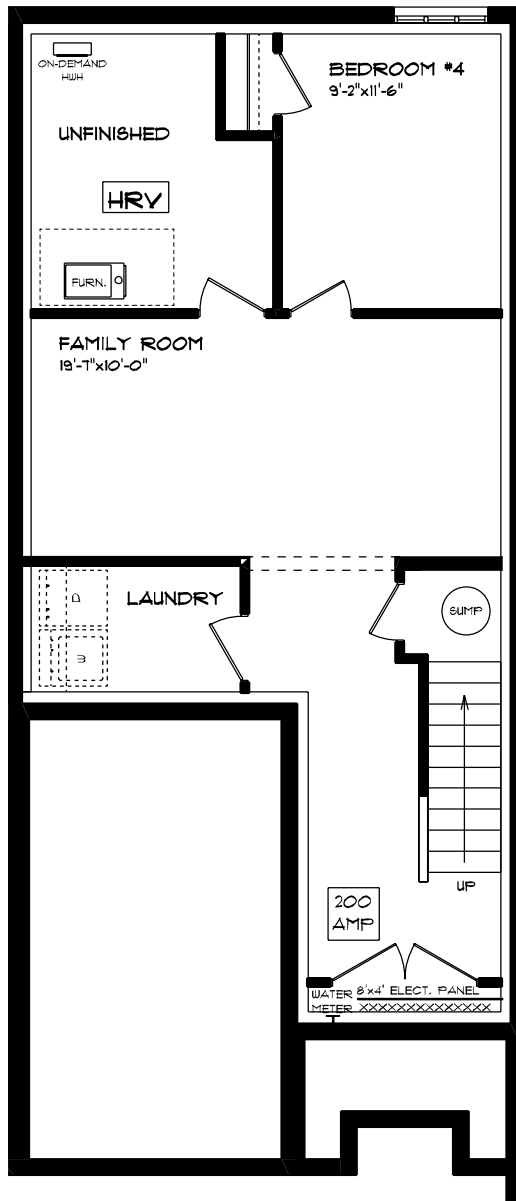 ON-DEMAND
HWH
BEDROOM #4
9'-2"x11'-6"
UNFINISHED
HRV
FURN.
FAMILY ROOM
19'-7"x10'-0"
D
LAUNDRY
SUMP
W
UP
200
AMP
WATER
METER
8'x4' ELECT. PANEL
XXXXXXXXXXXXX